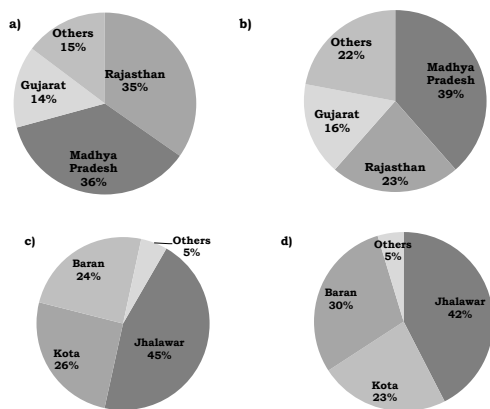 a)
Others
15%
Rajasthan
35%
Gujarat
14%
Madhya
Pradesh
36%
b)
Others
22%
Madhya
Pradesh
39%
Gujarat
16%
Rajasthan
23%
c)
Others
5%
Baran
24%
Kota
26%
Jhalawar
45%
d)
Others
5%
Baran
30%
Jhalawar
42%
Kota
23%